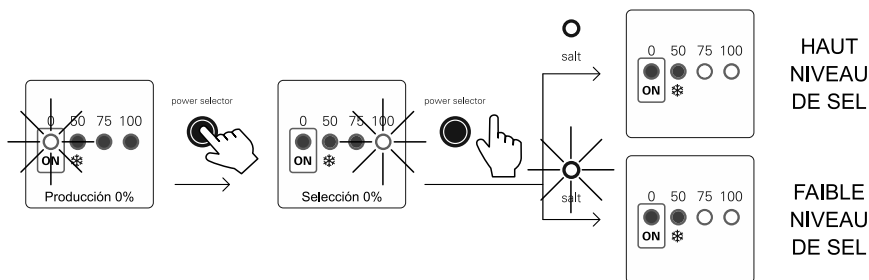 0 50 75 100
ON ❄
Producción 0%
power selector
0 50 75 100
ON ❄
Selección 0%
power selector
salt
0 50 75 100
ON ❄
HAUT
NIVEAU
DE SEL
salt
0 50 75 100
ON ❄
FAIBLE
NIVEAU
DE SEL